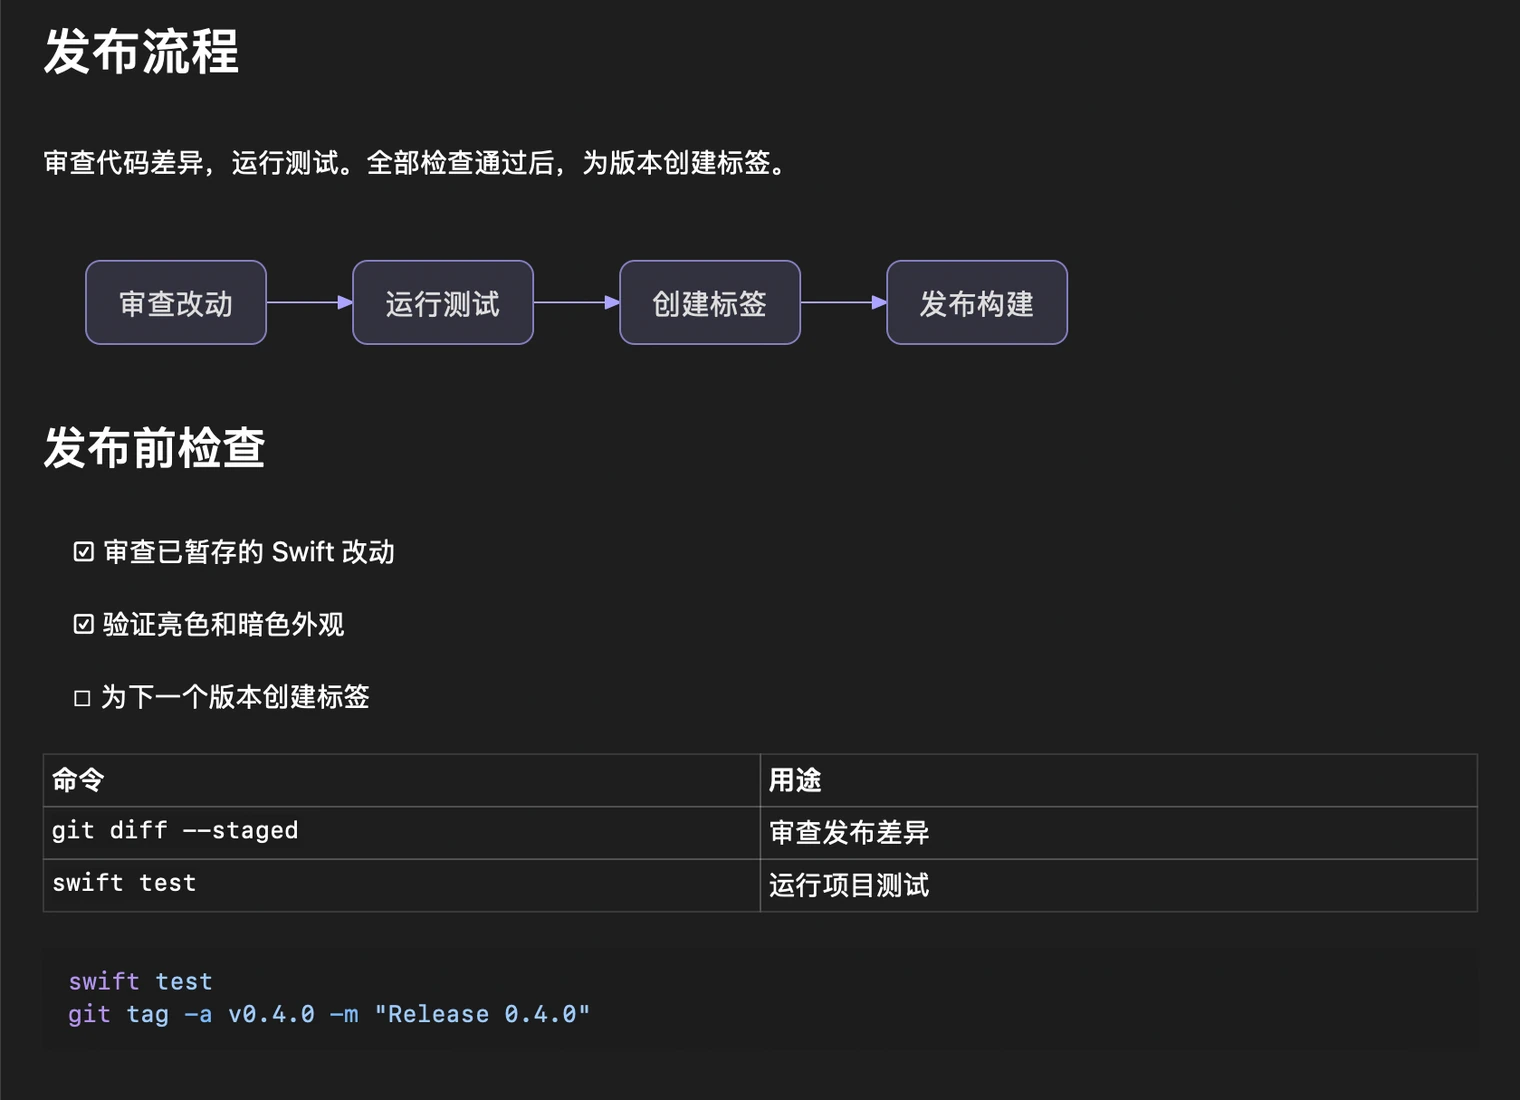 发布流程
审查代码差异，运行测试。全部检查通过后，为版本创建标签。
审查改动
运行测试
创建标签
发布构建
发布前检查
审查已暂存的 Swift 改动
验证亮色和暗色外观
为下一个版本创建标签
命令 用途
git diff --staged 审查发布差异
swift test 运行项目测试
swift test
git tag -a v0.4.0 -m "Release 0.4.0"